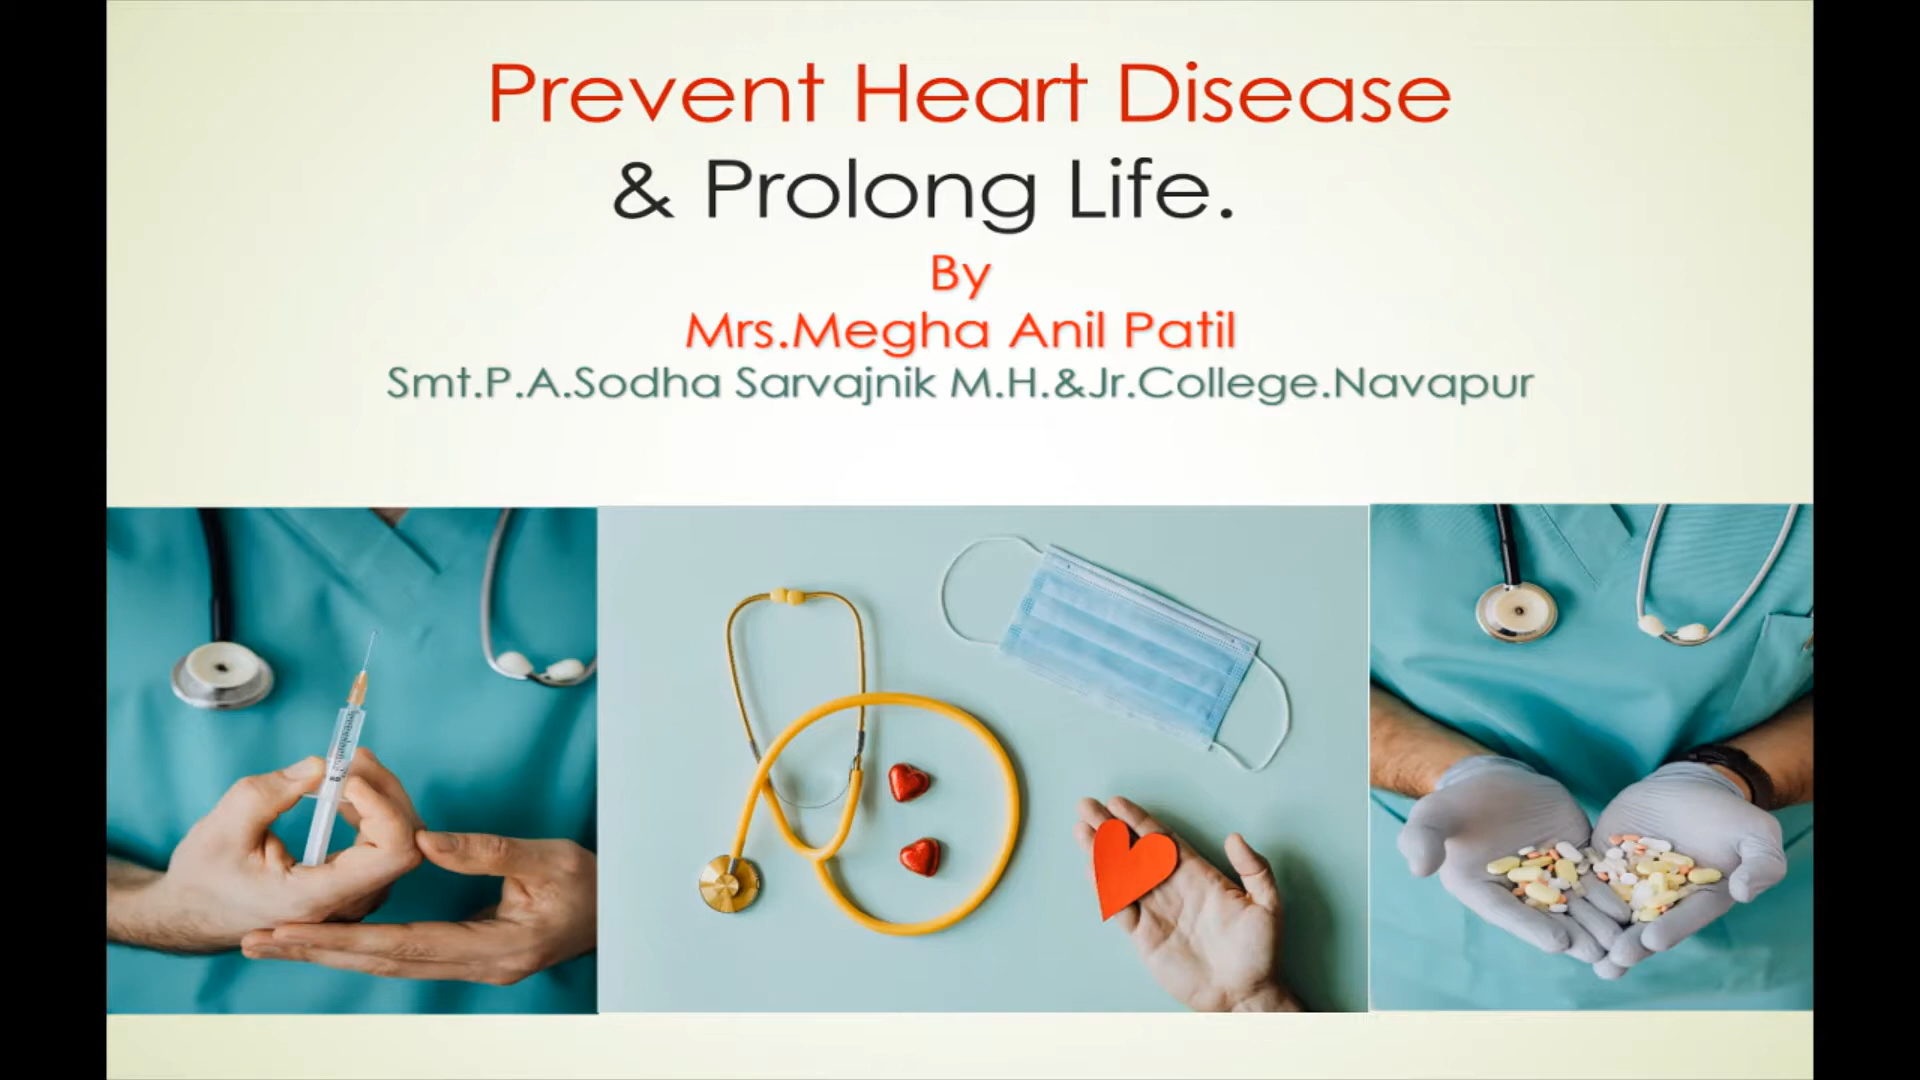 Prevent Heart Disease
& Prolong Life.
By
Mrs.Megha Anil Patil
Smt.P.A.Sodha Sarvajnik M.H.&Jr.College.Navapur